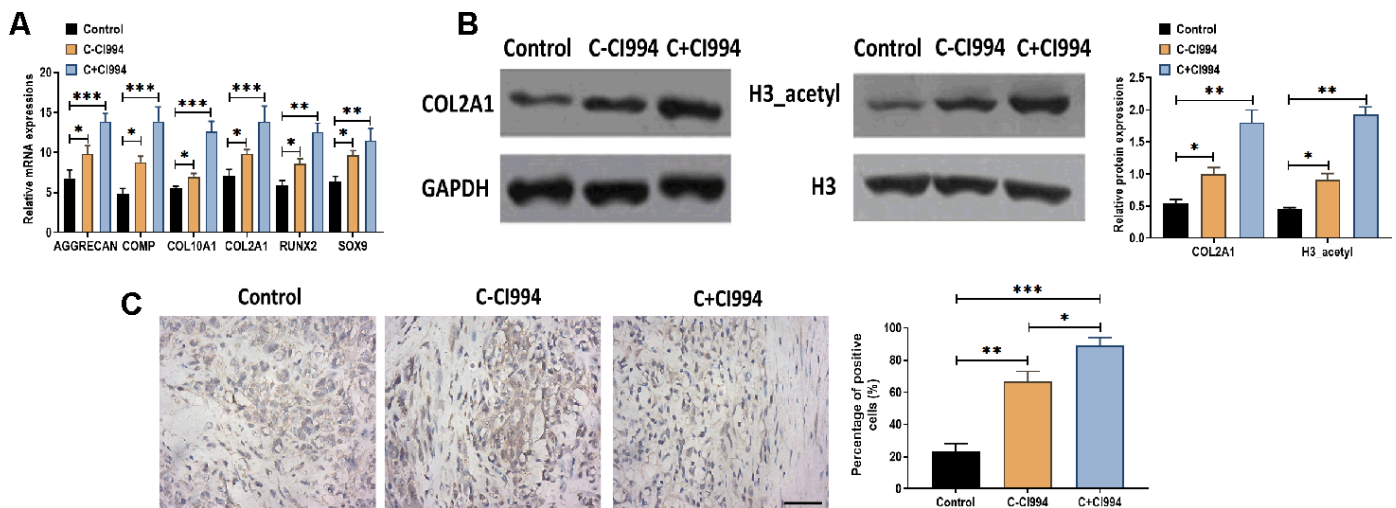 A
Control
C-CI994
C+CI994
Relative mRNA expressions
20
15
10
5
0
***
*
***
*
***
*
***
*
**
*
**
*
AGGRECAN COMP COL10A1 COL2A1 RUNX2 SOX9
B
Control C-CI994 C+CI994
COL2A1
GAPDH
Control C-CI994 C+CI994
H3_acetyl
H3
Control
C-CI994
C+CI994
Relative protein expressions
2.5
2.0
1.5
1.0
0.5
0.0
**
*
**
*
COL2A1 H3_acetyl
C
Control C-CI994 C+CI994
Percentage of positive
cells (%)
100
80
60
40
20
0
***
*
**
Control C-CI994 C+CI994